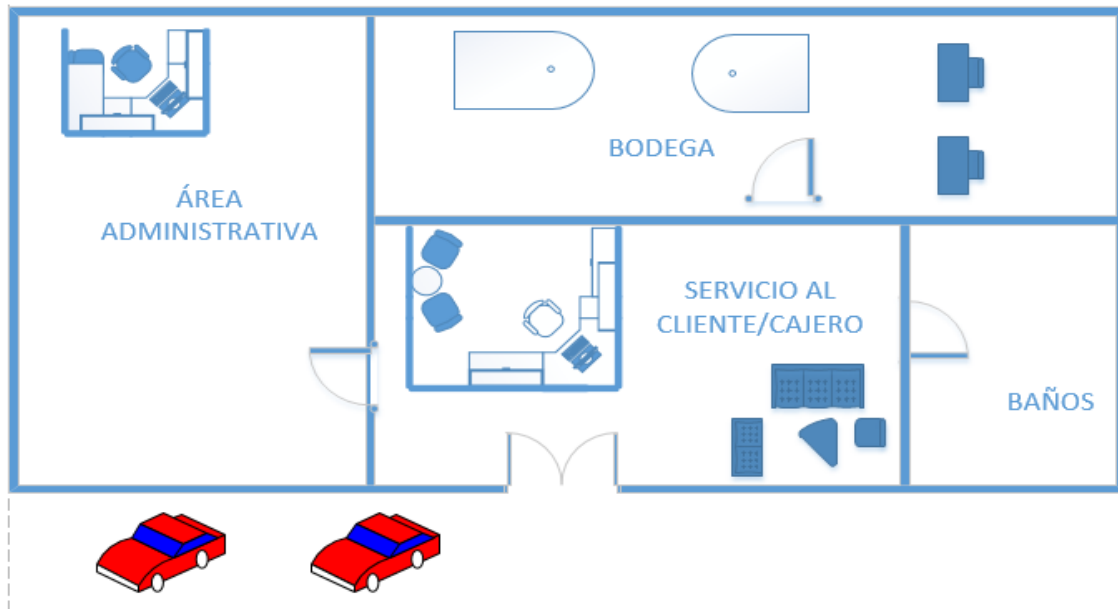 BODEGA
ÁREA
ADMINISTRATIVA
SERVICIO AL
CLIENTE/CAJERO
BAÑOS